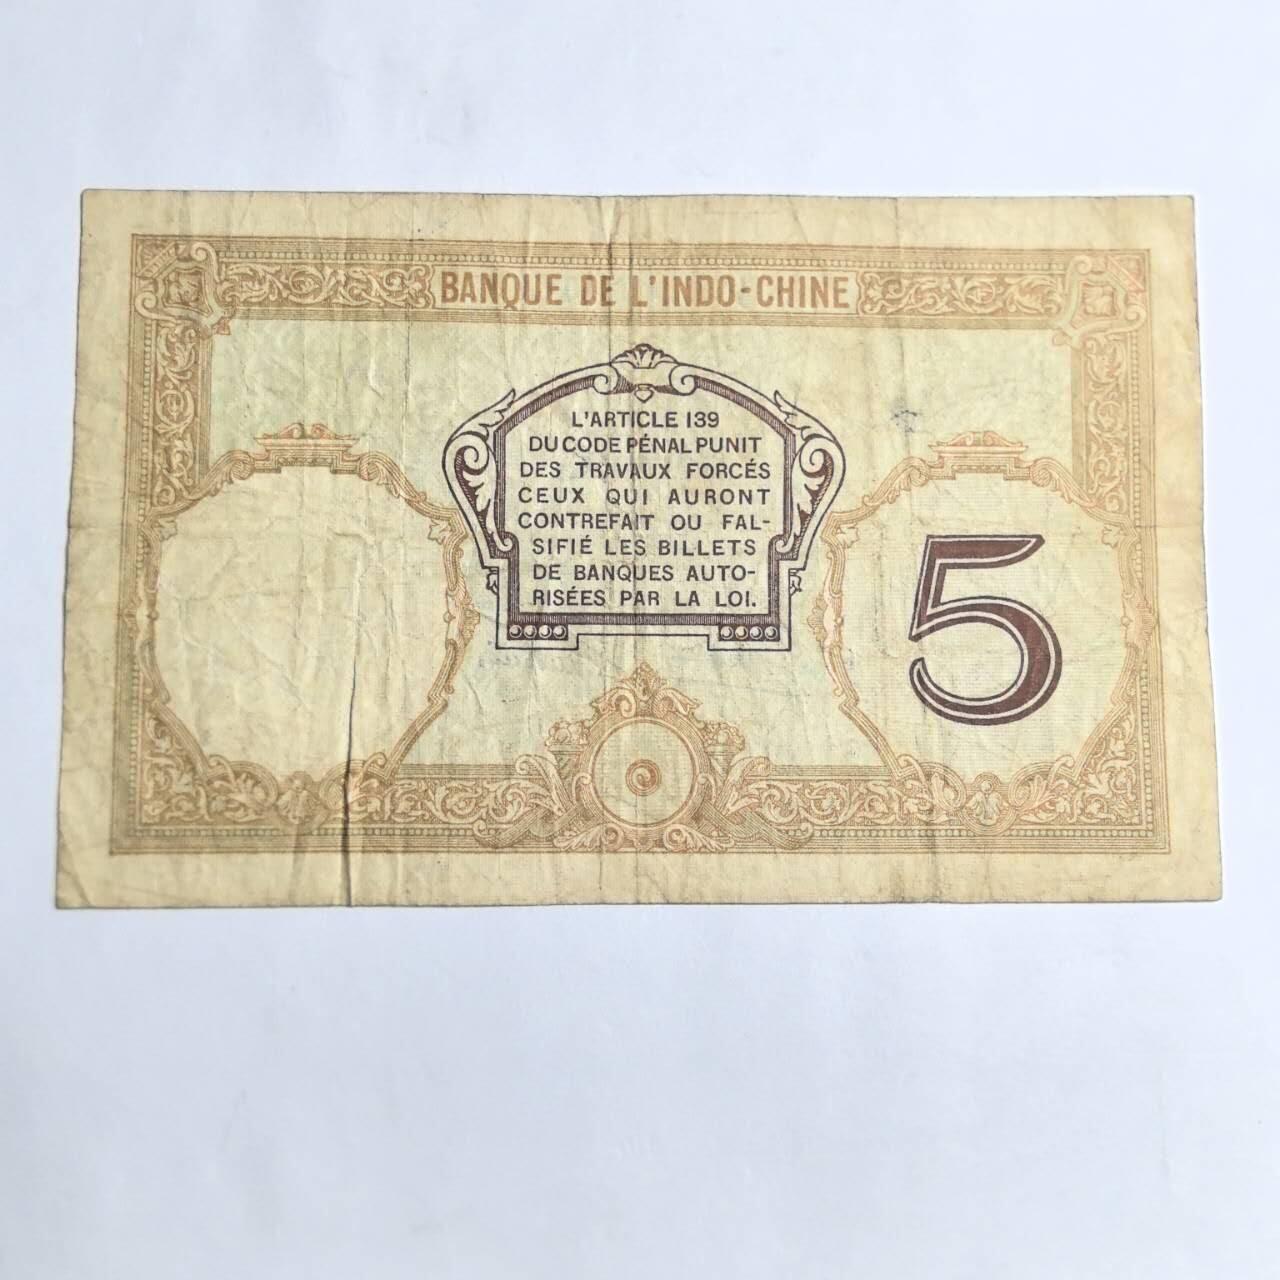 BANQUE DE L'INDO-CHINE
L'ARTICLE 139
DU CODE PÉNAL PUNIT
DES TRAVAUX FORCÉS
CEUX QUI AURONT
CONTREFAIT OU FAL-
SIFIÉ LES BILLETS
DE BANQUES AUTO-
RISÉES PAR LA LOI.
5